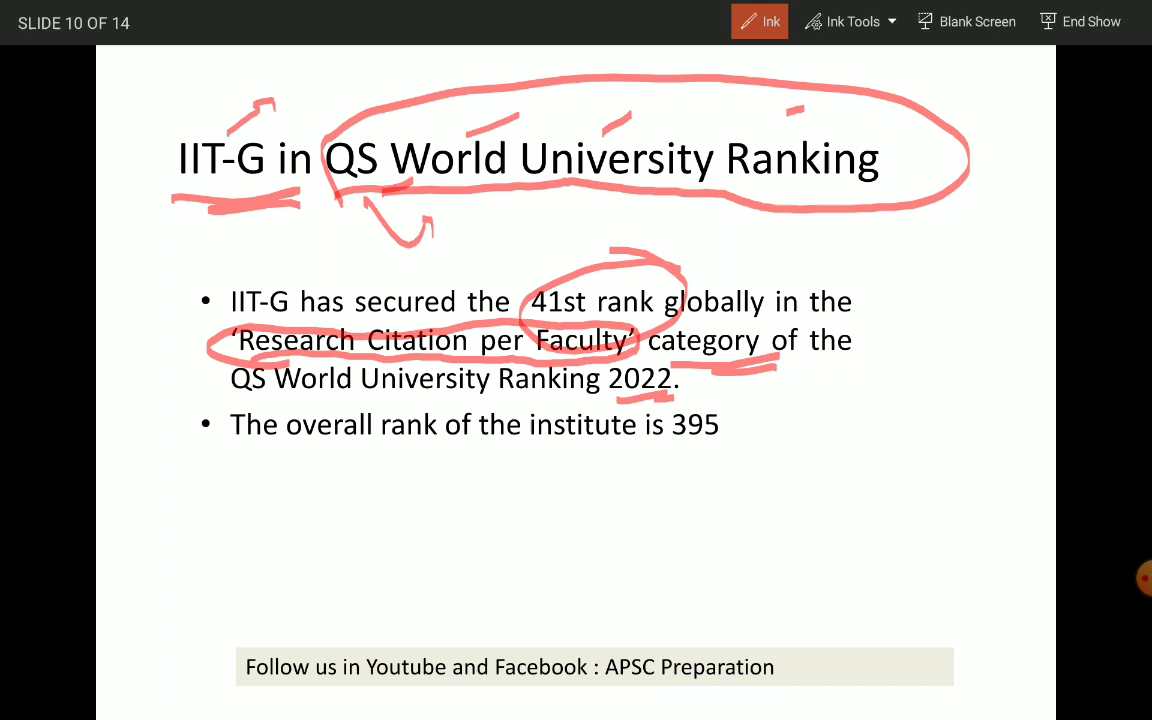 SLIDE 10 OF 14
Ink
Ink Tools
Blank Screen
End Show
IIT-G in QS World University Ranking
• IIT-G has secured the 41st rank globally in the
‘Research Citation per Faculty’ category of the
QS World University Ranking 2022.
• The overall rank of the institute is 395
Follow us in Youtube and Facebook : APSC Preparation